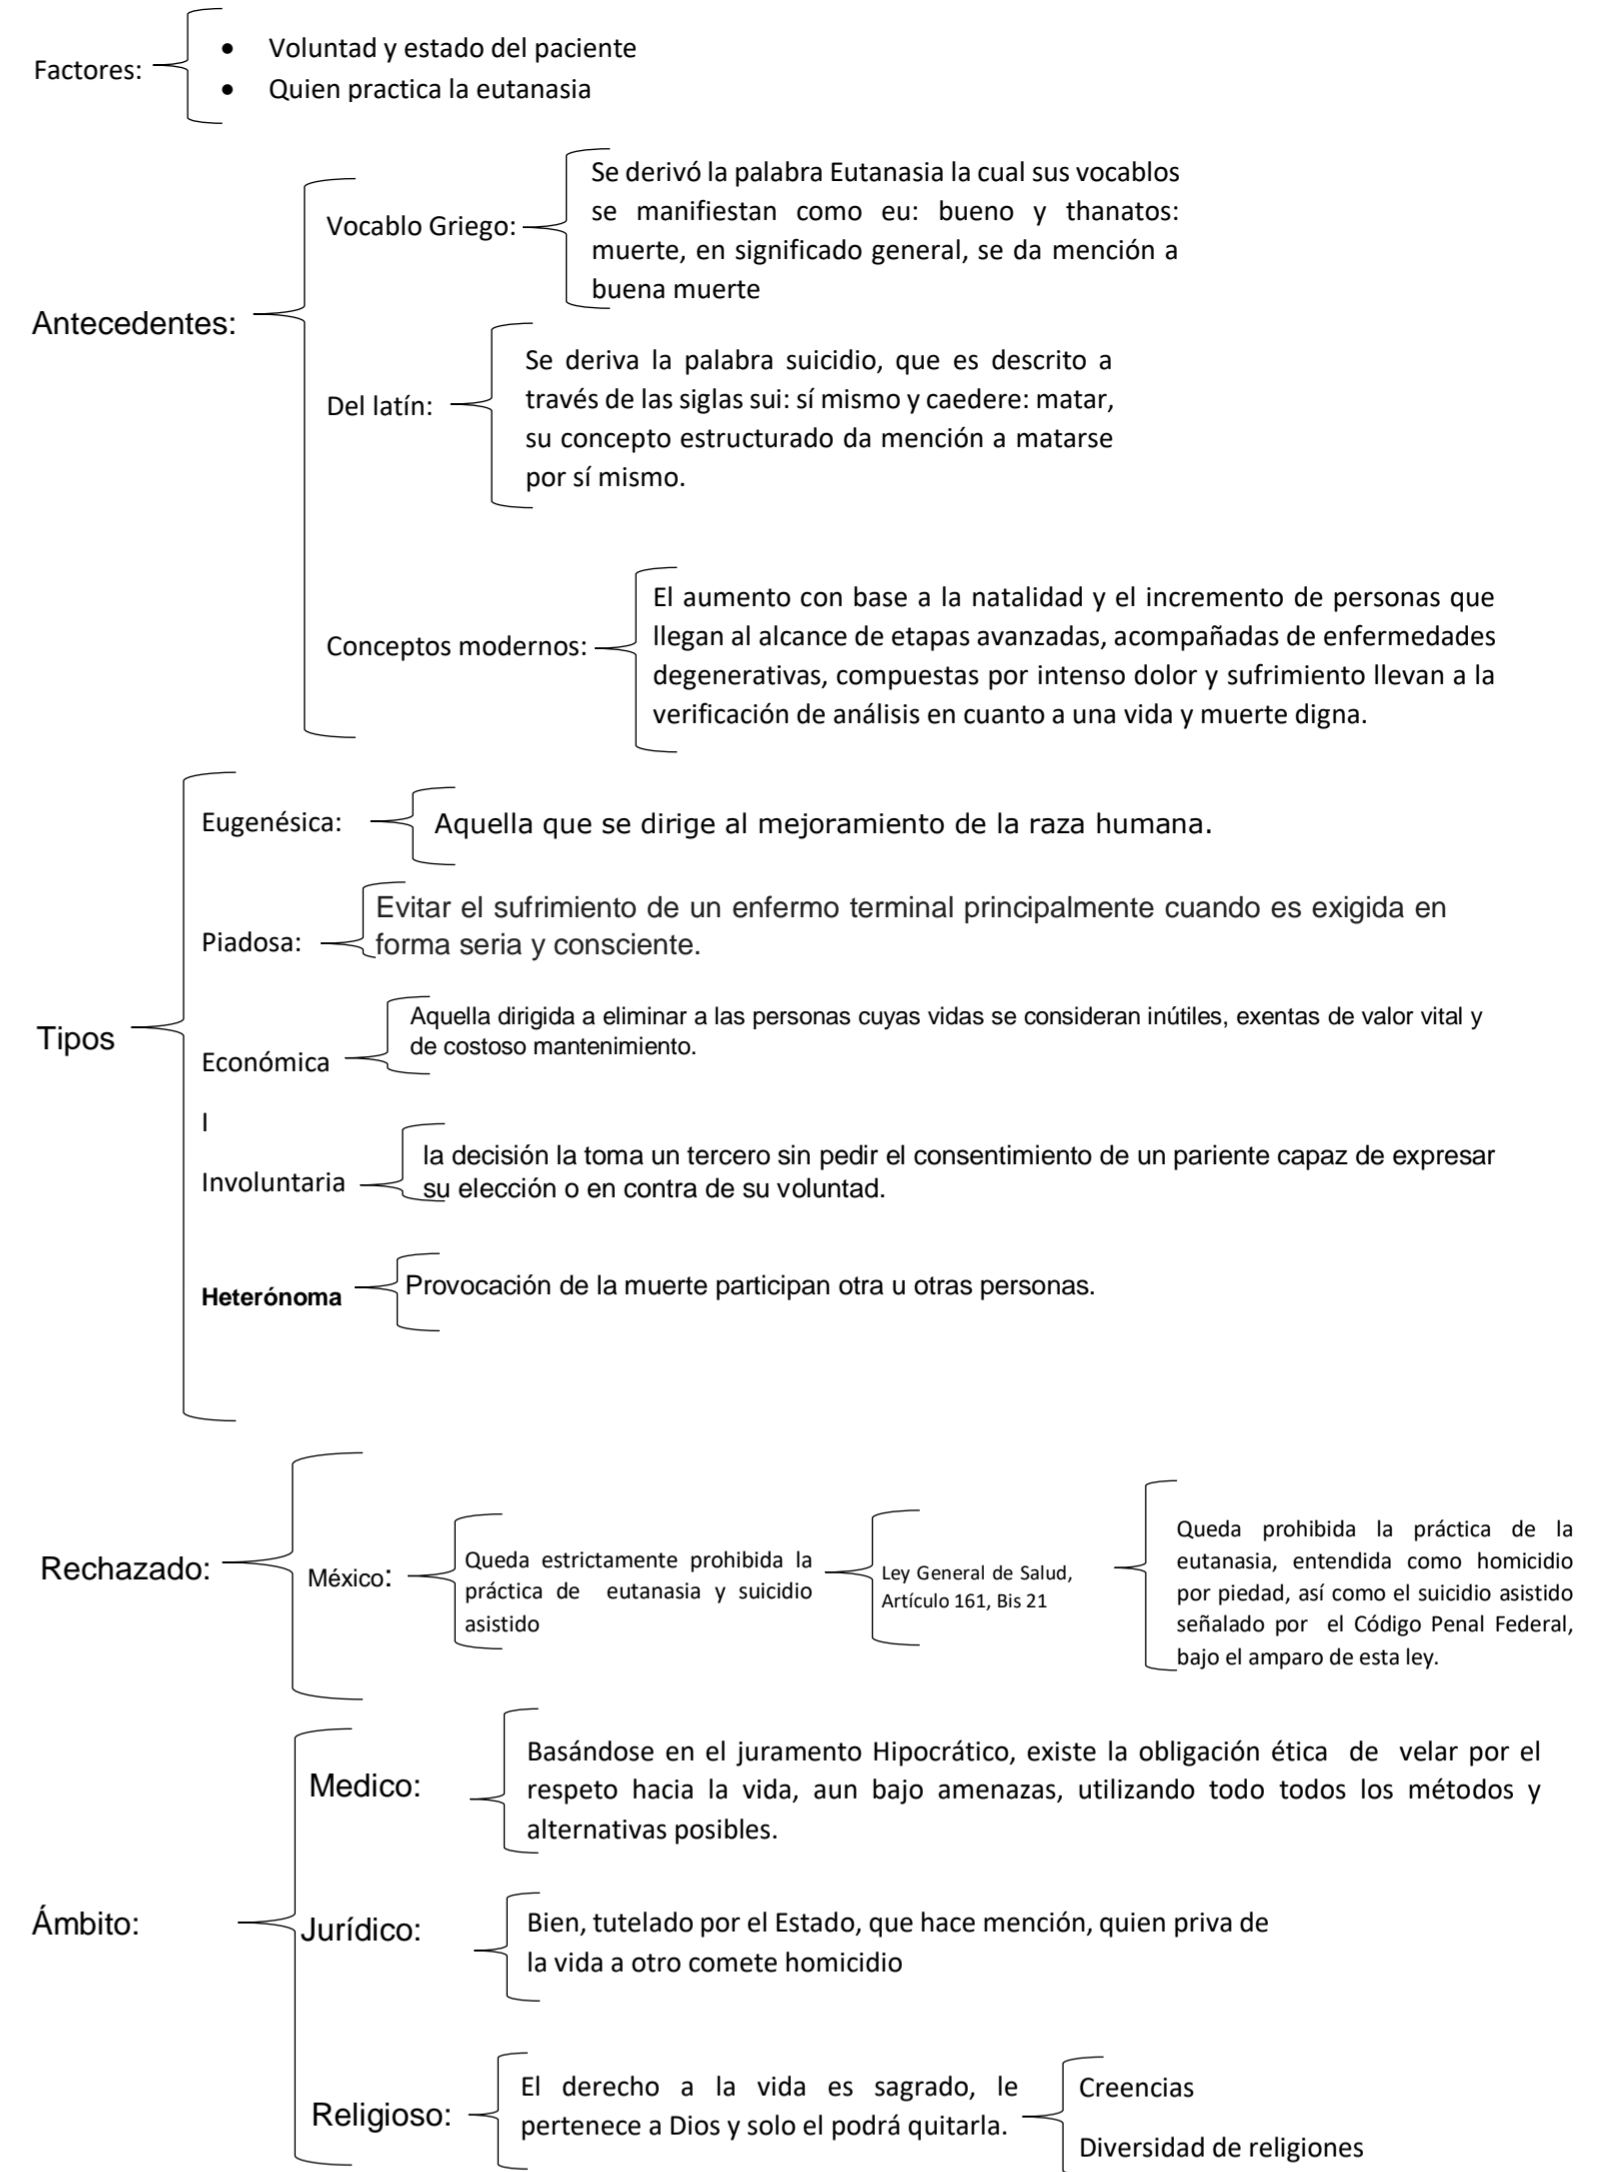 Factores:
• Voluntad y estado del paciente
• Quien practica la eutanasia
Antecedentes:
Vocablo Griego:
Se derivó la palabra Eutanasia la cual sus vocablos
se manifiestan como eu: bueno y thanatos:
muerte, en significado general, se da mención a
buena muerte
Del latín:
Se deriva la palabra suicidio, que es descrito a
través de las siglas sui: sí mismo y caedere: matar,
su concepto estructurado da mención a matarse
por sí mismo.
Conceptos modernos:
El aumento con base a la natalidad y el incremento de personas que
llegan al alcance de etapas avanzadas, acompañadas de enfermedades
degenerativas, compuestas por intenso dolor y sufrimiento llevan a la
verificación de análisis en cuanto a una vida y muerte digna.
Tipos
Eugenésica:
Aquella que se dirige al mejoramiento de la raza humana.
Piadosa:
Evitar el sufrimiento de un enfermo terminal principalmente cuando es exigida en
forma seria y consciente.
Económica
Aquella dirigida a eliminar a las personas cuyas vidas se consideran inútiles, exentas de valor vital y
de costoso mantenimiento.
I
Involuntaria
la decisión la toma un tercero sin pedir el consentimiento de un pariente capaz de expresar
su elección o en contra de su voluntad.
Heterónoma
Provocación de la muerte participan otra u otras personas.
Rechazado:
México:
Queda estrictamente prohibida la
práctica de eutanasia y suicidio
asistido
Ley General de Salud,
Artículo 161, Bis 21
Queda prohibida la práctica de la
eutanasia, entendida como homicidio
por piedad, así como el suicidio asistido
señalado por el Código Penal Federal,
bajo el amparo de esta ley.
Ámbito:
Medico:
Basándose en el juramento Hipocrático, existe la obligación ética de velar por el
respeto hacia la vida, aun bajo amenazas, utilizando todo todos los métodos y
alternativas posibles.
Jurídico:
Bien, tutelado por el Estado, que hace mención, quien priva de
la vida a otro comete homicidio
Religioso:
El derecho a la vida es sagrado, le
pertenece a Dios y solo el podrá quitarla.
Creencias
Diversidad de religiones